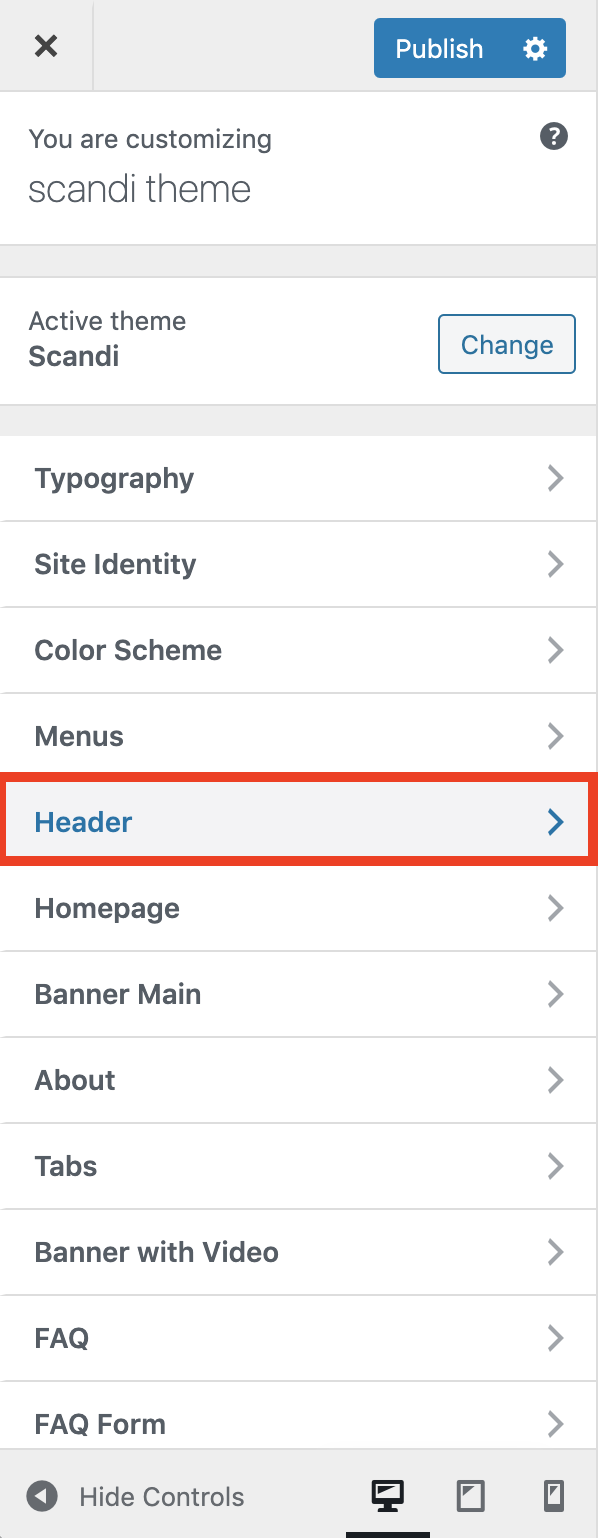 Publish
You are customizing
scandi theme
Active theme
Scandi
Change
Typography
Site Identity
Color Scheme
Menus
Header
Homepage
Banner Main
About
Tabs
Banner with Video
FAQ
FAQ Form
Hide Controls